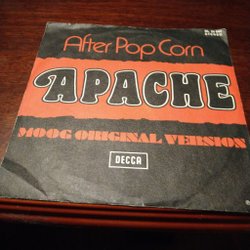 After Pop Corn
APACHE
MOOG ORIGINAL VERSION
DECCA